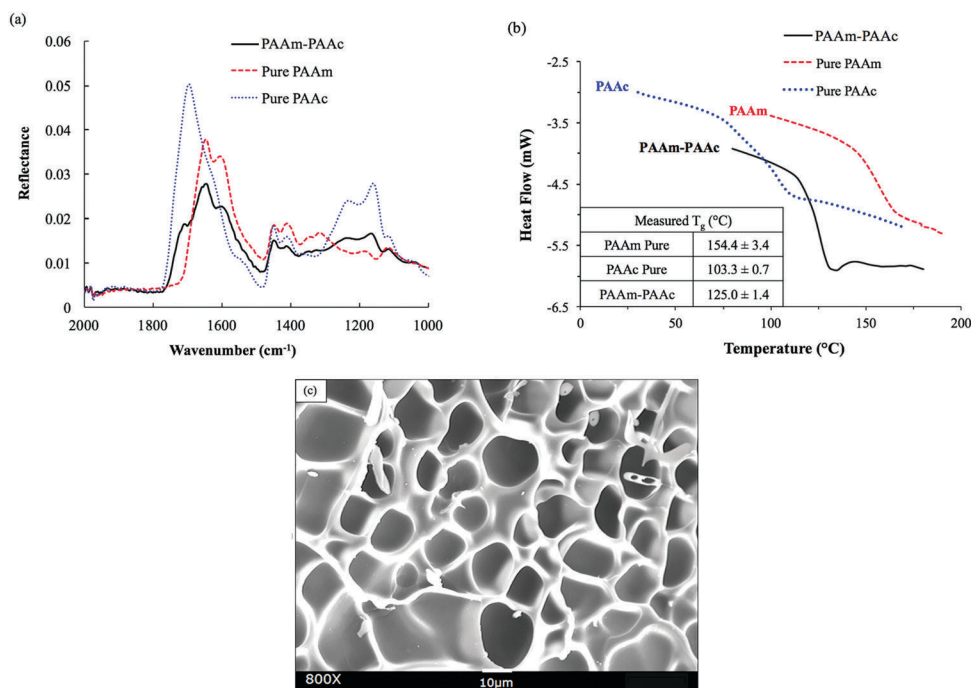 (a)
0.06
0.05
0.04
0.03
0.02
0.01
0
Reflectance
PAAm-PAAc
Pure PAAm
Pure PAAc
2000 1800 1600 1400 1200 1000
Wavenumber (cm⁻¹)
(b)
PAAm-PAAc
Pure PAAm
Pure PAAc
-2.5
-3.5
-4.5
-5.5
-6.5
Heat Flow (mW)
PAAc
PAAm
PAAm-PAAc
Measured Tg (°C)
PAAm Pure 154.4 ± 3.4
PAAc Pure 103.3 ± 0.7
PAAm-PAAc 125.0 ± 1.4
0 50 100 150 200
Temperature (°C)
(c)
800X 10μm